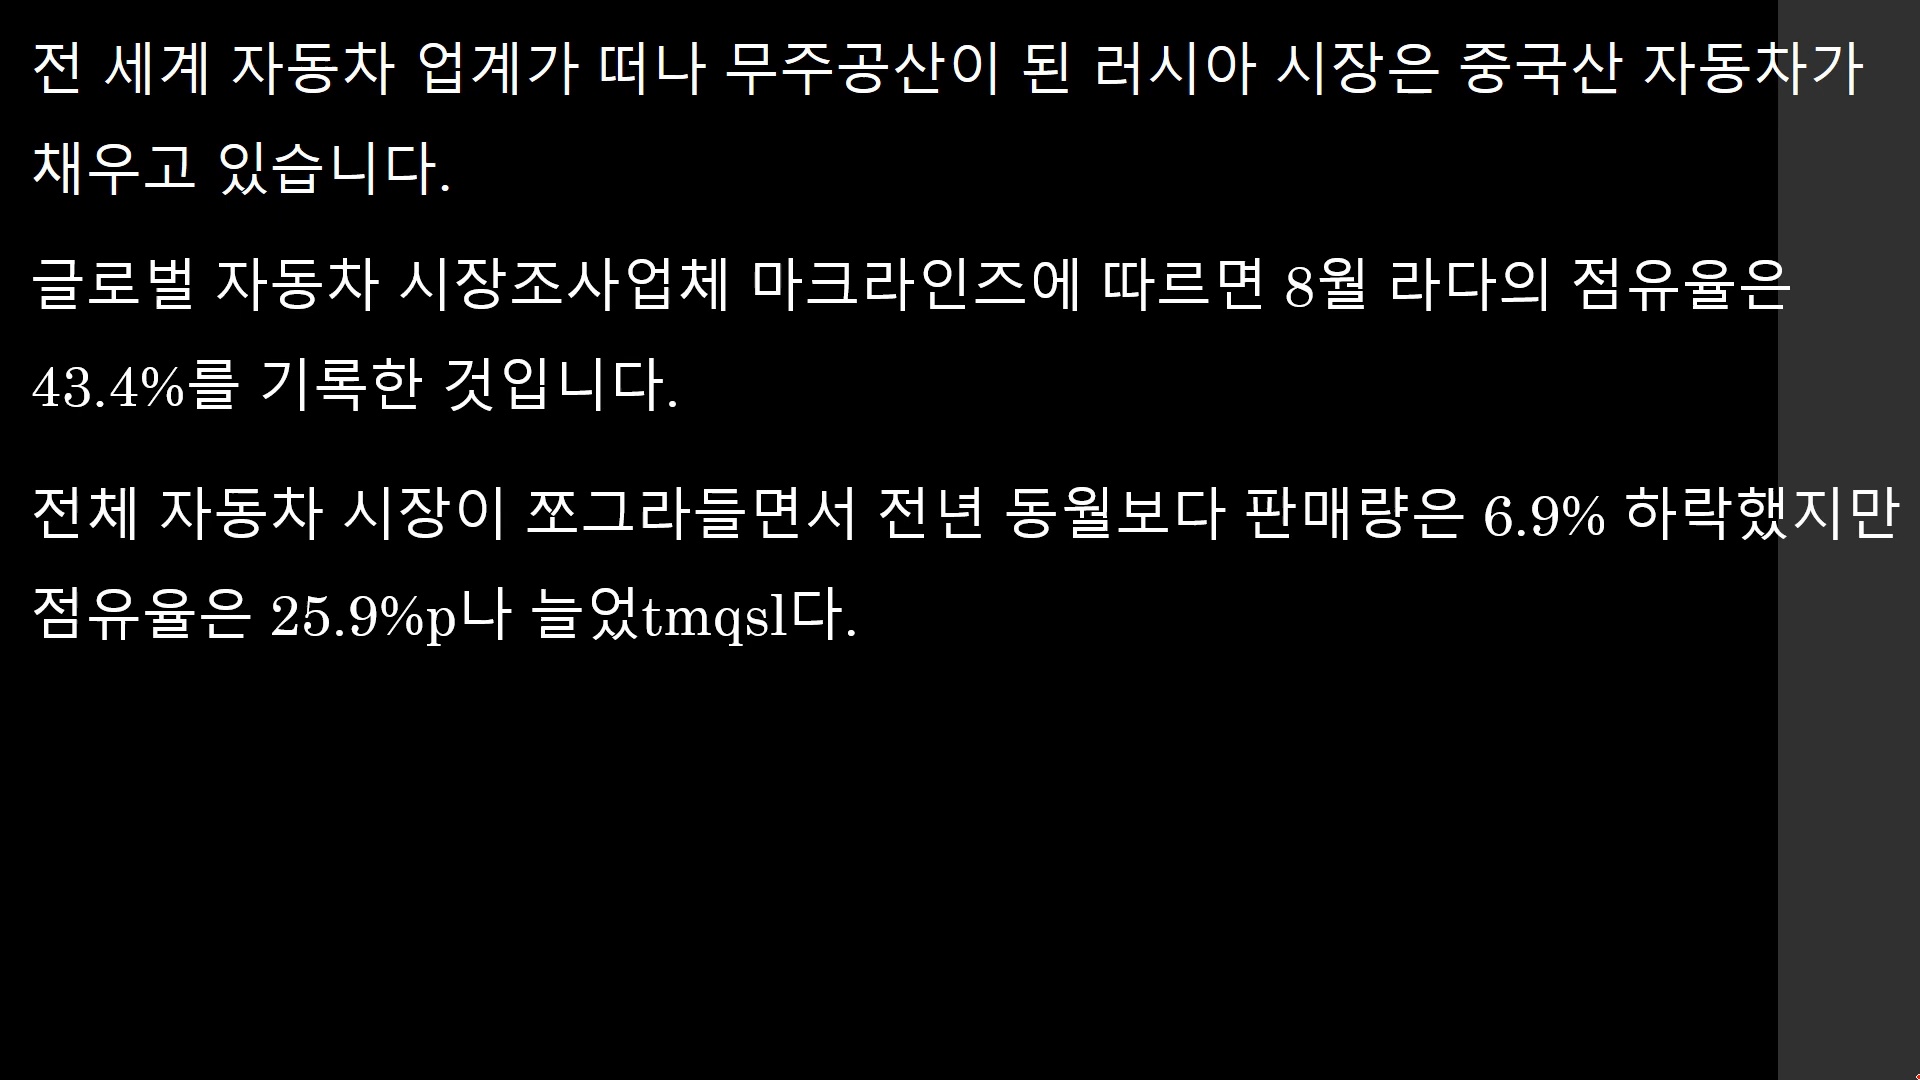 전 세계 자동차 업계가 떠나 무주공산이 된 러시아 시장은 중국산 자동차가
채우고 있습니다.
글로벌 자동차 시장조사업체 마크라인즈에 따르면 8월 라다의 점유율은
43.4%를 기록한 것입니다.
전체 자동차 시장이 쪼그라들면서 전년 동월보다 판매량은 6.9% 하락했지만
점유율은 25.9%p나 늘었tmqsl다.